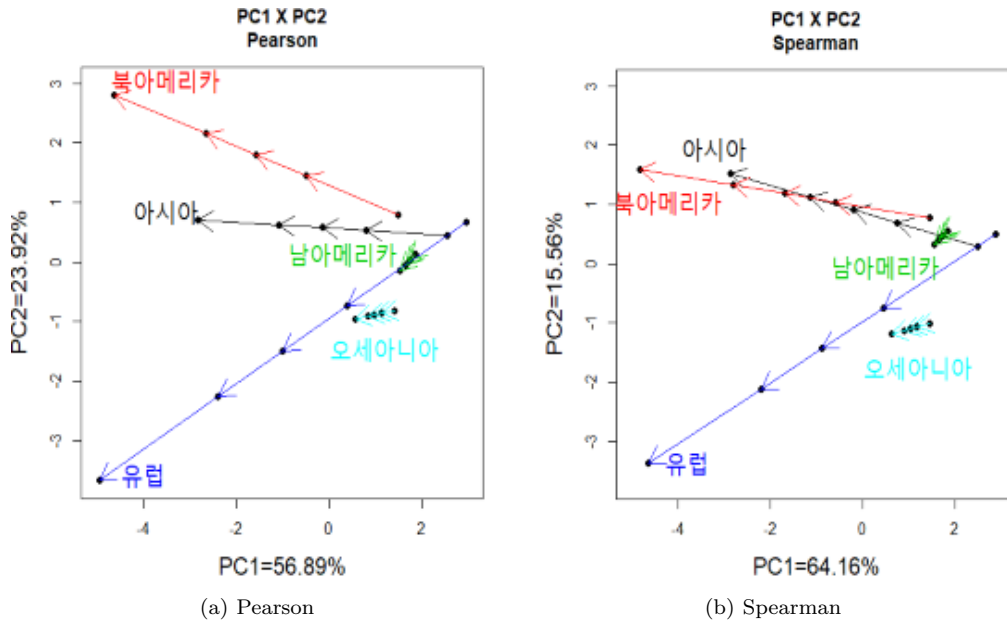 PC1 X PC2
Pearson
북아메리카
아시아
남아메리카
오세아니아
유럽
3
2
1
0
-1
-2
-3
PC2=23.92%
-4
-2
0
2
PC1=56.89%
(a) Pearson
PC1 X PC2
Spearman
아시아
북아메리카
남아메리카
오세아니아
유럽
3
2
1
0
-1
-2
-3
PC2=15.56%
-4
-2
0
2
PC1=64.16%
(b) Spearman